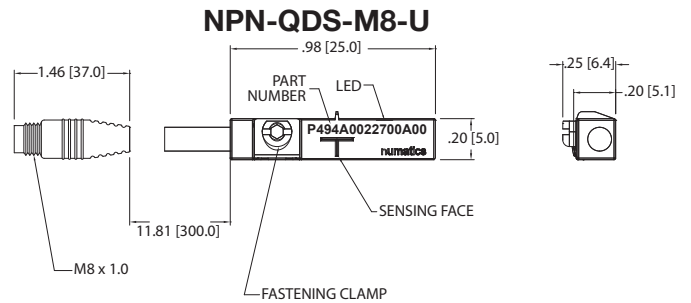 NPN-QDS-M8-U
.98 [25.0]
1.46 [37.0]
PART
NUMBER
LED
.25 [6.4]
.20 [5.1]
P494A0022700A00
numatics
.20 [5.0]
SENSING FACE
11.81 [300.0]
M8 x 1.0
FASTENING CLAMP